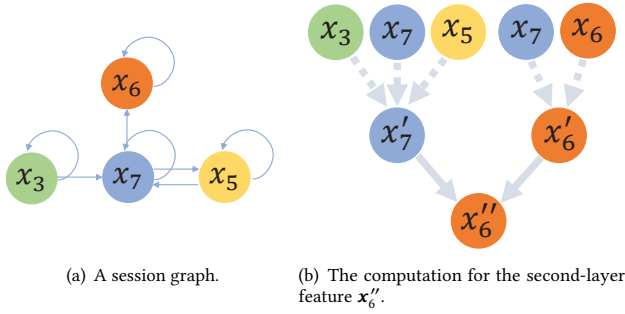 x₃ x₇ x₅ x₇ x₆
x₆
x′₇ x′₆
x₃ x₇ x₅
x″₆
(a) A session graph.
(b) The computation for the second-layer
feature x″₆.